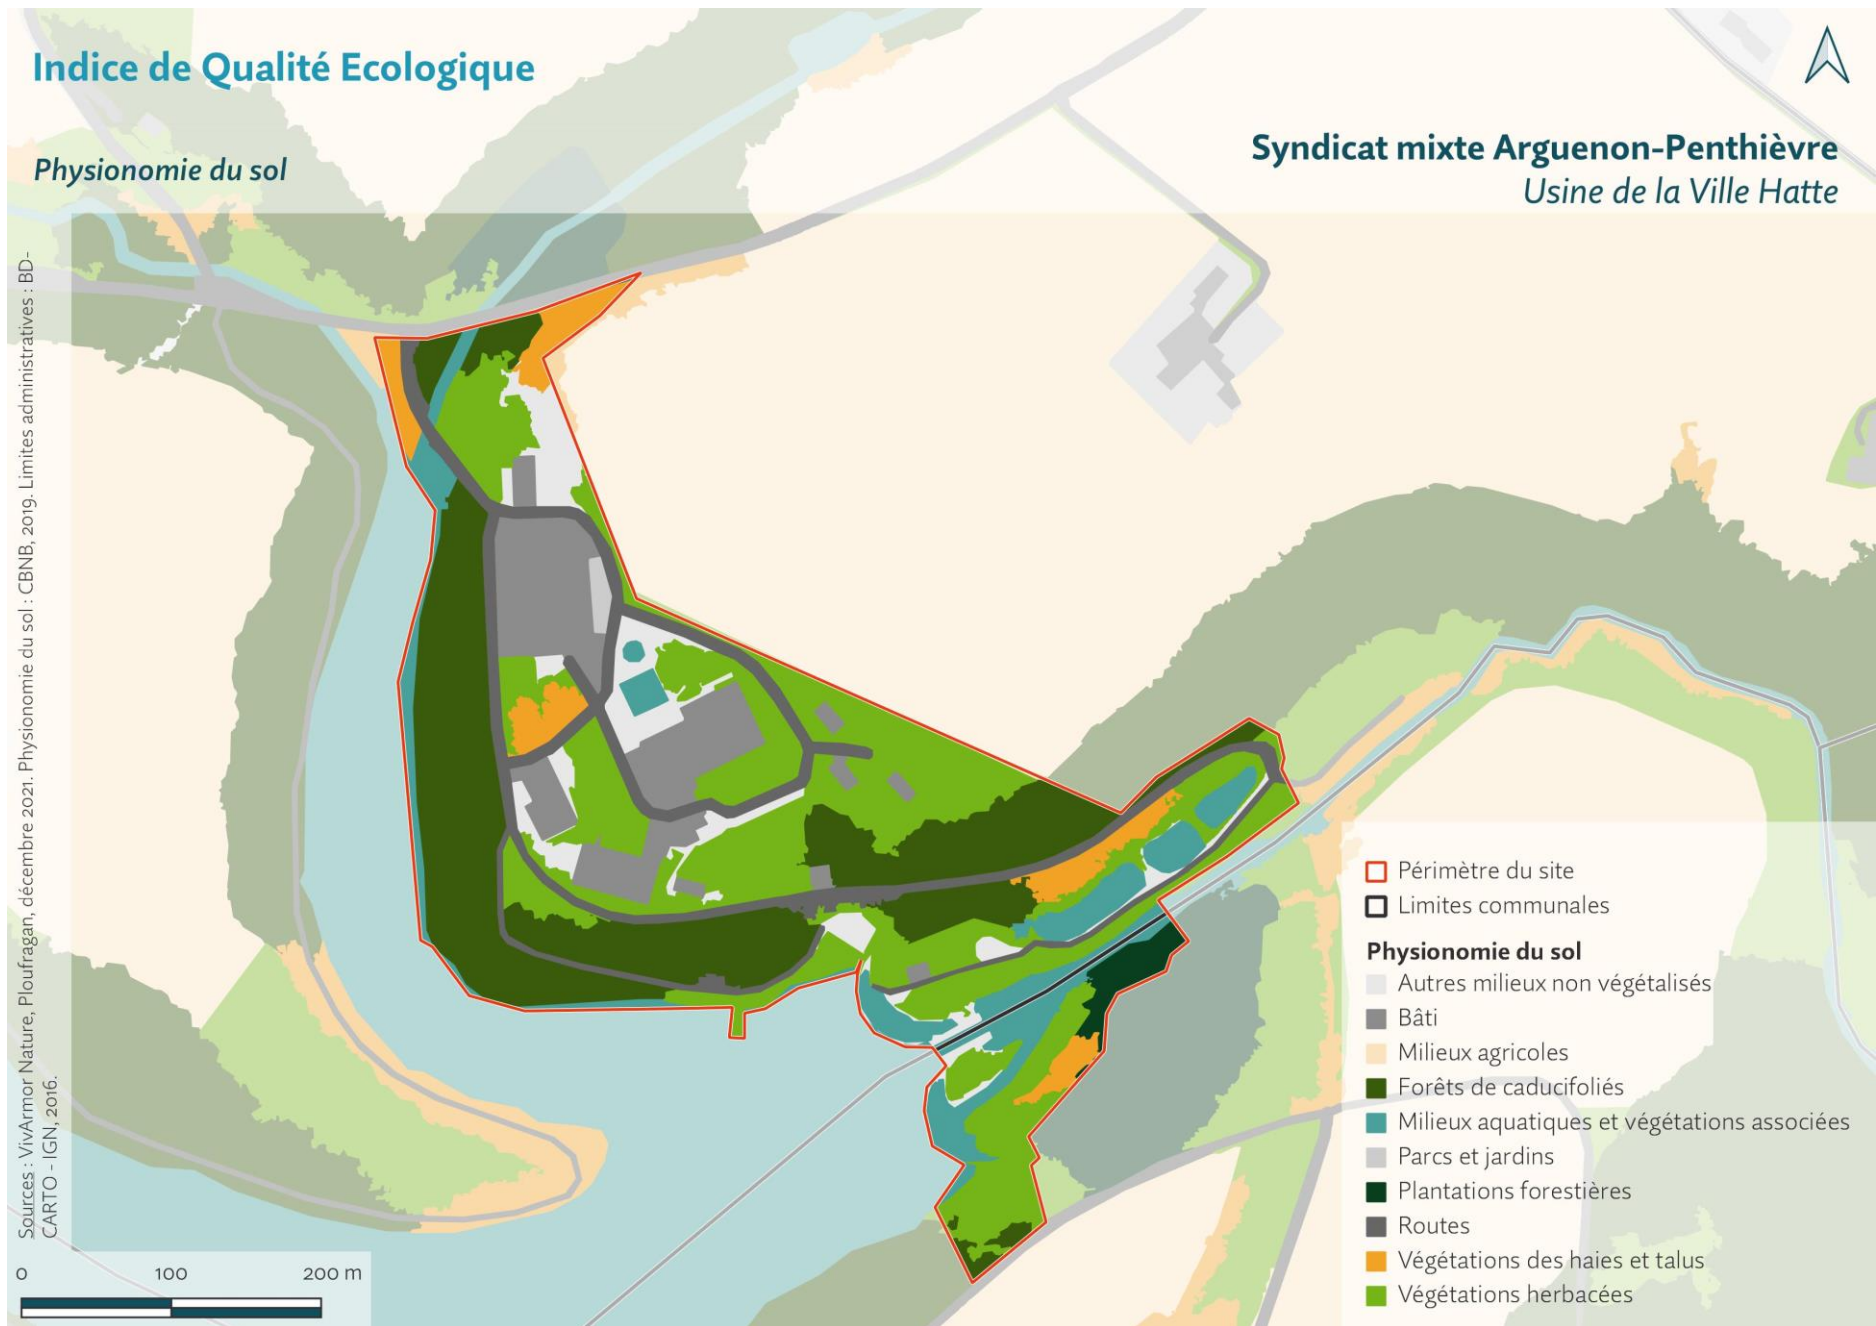 Indice de Qualité Ecologique
Physionomie du sol
Syndicat mixte Arguenon-Penthièvre
Usine de la Ville Hatte
Sources : VivArmor Nature, Ploufragan, décembre 2021. Physionomie du sol : CBNB, 2019. Limites administratives : BD-
CARTO - IGN, 2016.
Périmètre du site
Limites communales
Physionomie du sol
Autres milieux non végétalisés
Bâti
Milieux agricoles
Forêts de caducifoliés
Milieux aquatiques et végétations associées
Parcs et jardins
Plantations forestières
Routes
Végétations des haies et talus
Végétations herbacées
0 100 200 m